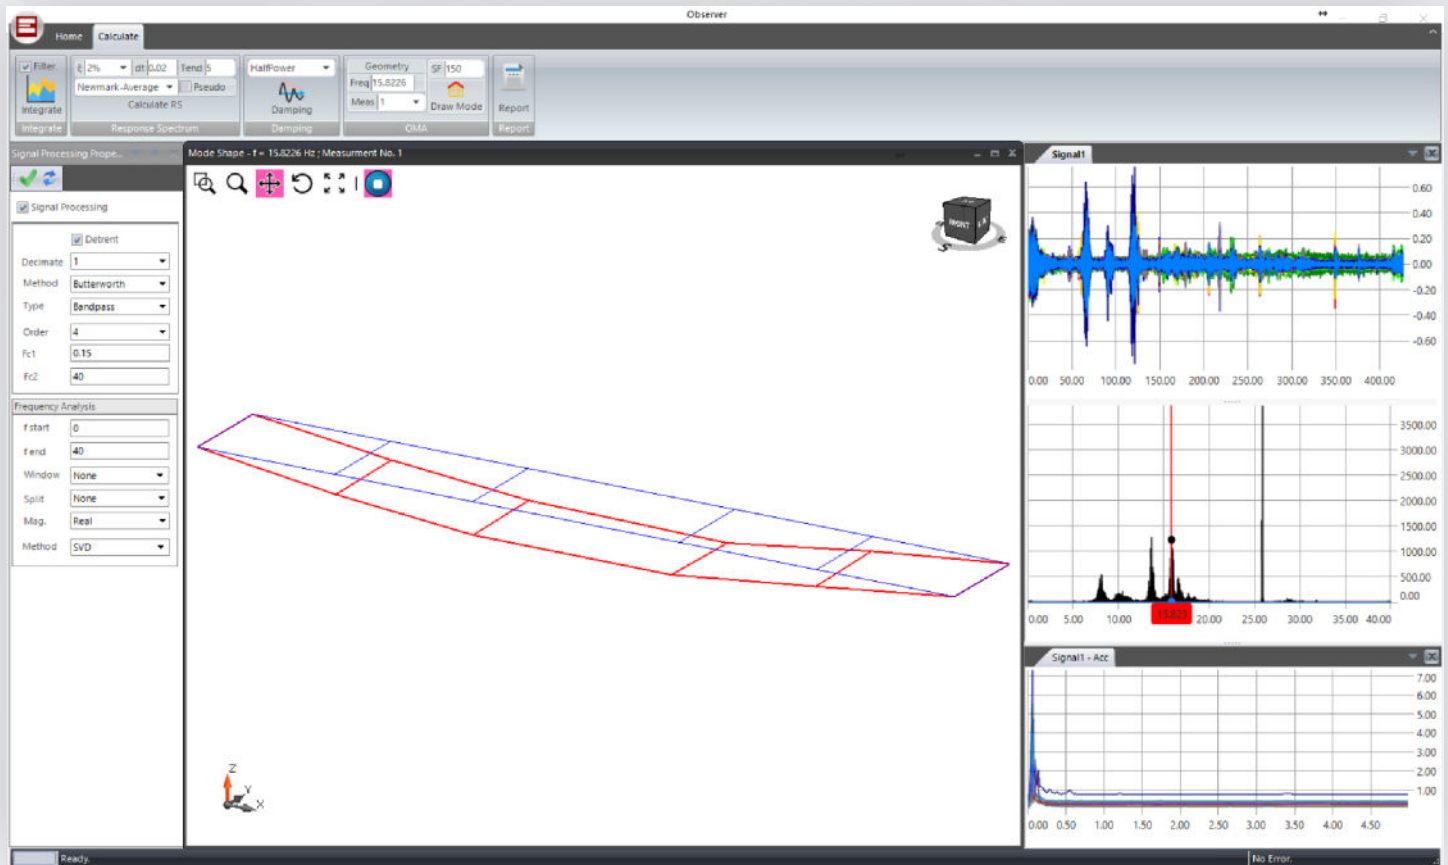 Observer
Home Calculate
Filter
Integrate
Integrate
ξ 2% dt 0.02 Tend 5
Newmark-Average Pseudo
Calculate RS
Response Spectrum
HalfPower
Damping
Damping
Geometry SF 150
Freq 15.8226
Meas 1 Draw Mode
OMA
Report
Report
Signal Processing Prope...
Signal Processing
Detrent
Decimate 1
Method Butterworth
Type Bandpass
Order 4
Fc1 0.15
Fc2 40
Frequency Analysis
f start 0
f end 40
Window None
Split None
Mag. Real
Method SVD
Mode Shape - f = 15.8226 Hz ; Measurment No. 1
FRONT
S
E
Z
Y
X
Signal1
0.60
0.40
0.20
0.00
-0.20
-0.40
-0.60
0.00 50.00 100.00 150.00 200.00 250.00 300.00 350.00 400.00
3500.00
3000.00
2500.00
2000.00
1500.00
1000.00
500.00
0.00
0.00 5.00 10.00 15.823 20.00 25.00 30.00 35.00 40.00
Signal1 - Acc
7.00
6.00
5.00
4.00
3.00
2.00
1.00
0.00 0.50 1.00 1.50 2.00 2.50 3.00 3.50 4.00 4.50
Ready.
No Error.